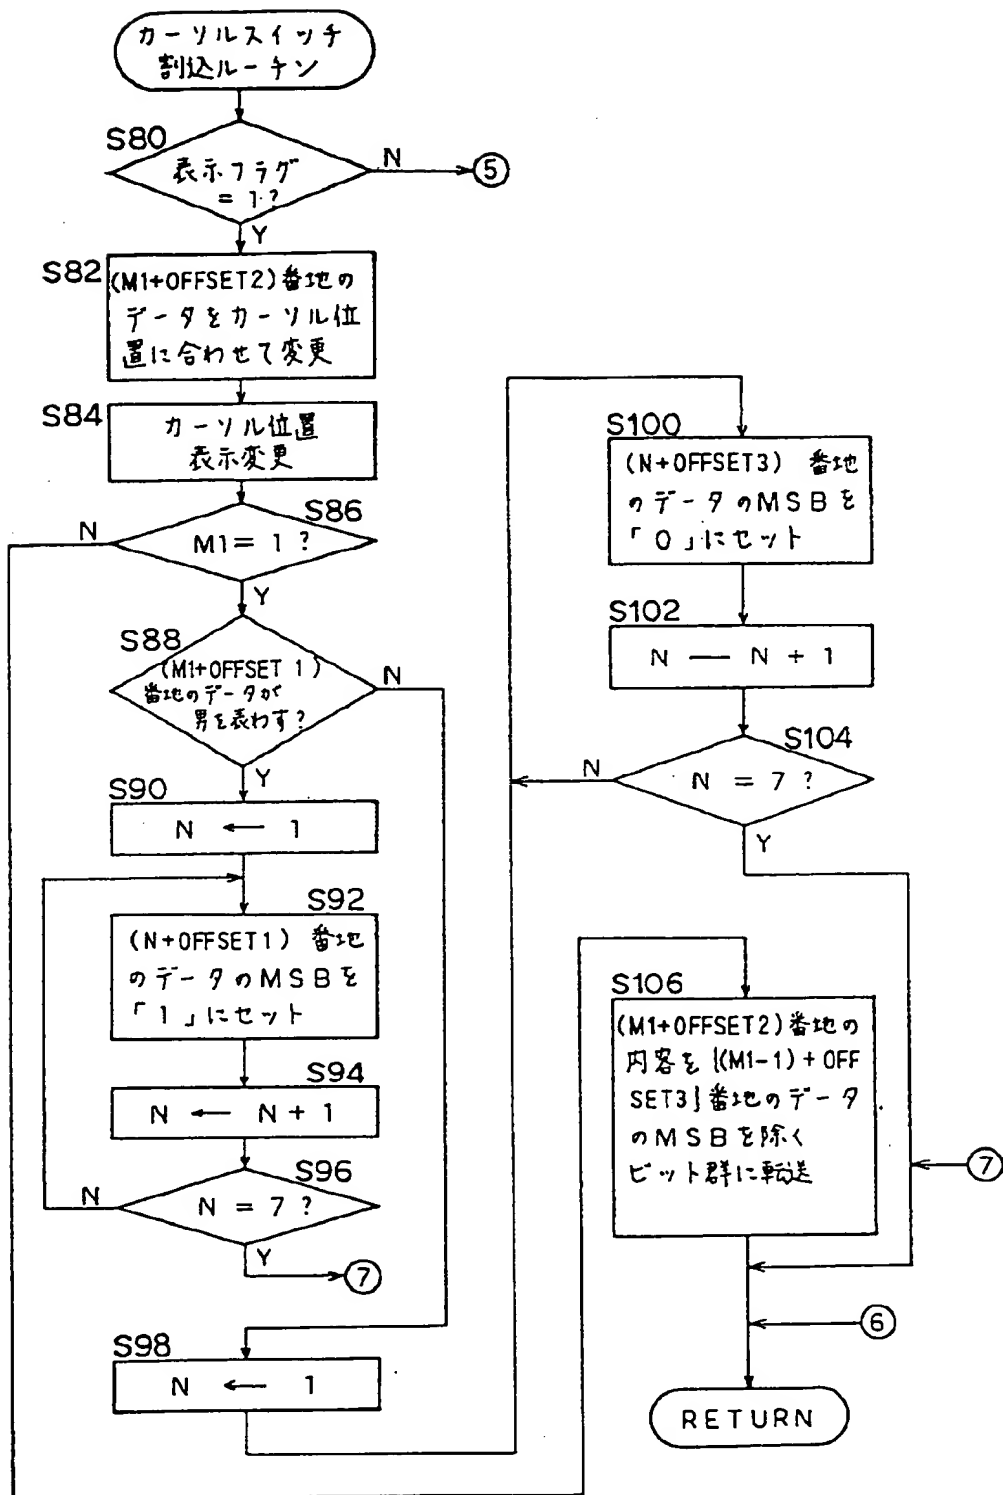 カーソルスイッチ
割込ルーチン
S80
表示フラグ
= 1?
N
⑤
Y
S82
(M1+OFFSET2)番地の
データをカーソル位
置に合わせて変更
S84
カーソル位置
表示変更
S86
M1= 1 ?
N
Y
S88
(M1+OFFSET 1)
番地のデータが
男を表わす?
N
Y
S90
N ← 1
S92
(N+OFFSET1) 番地
のデータのMSBを
「1」にセット
S94
N ← N + 1
S96
N = 7 ?
N
Y
⑦
S98
N ← 1
S100
(N+OFFSET3) 番地
のデータのMSBを
「0」にセット
S102
N — N + 1
S104
N = 7 ?
N
Y
S106
(M1+OFFSET2)番地の
内容を{(M1-1)+OFF
SET3}番地のデータ
のMSBを除く
ビット群に転送
⑦
⑥
RETURN